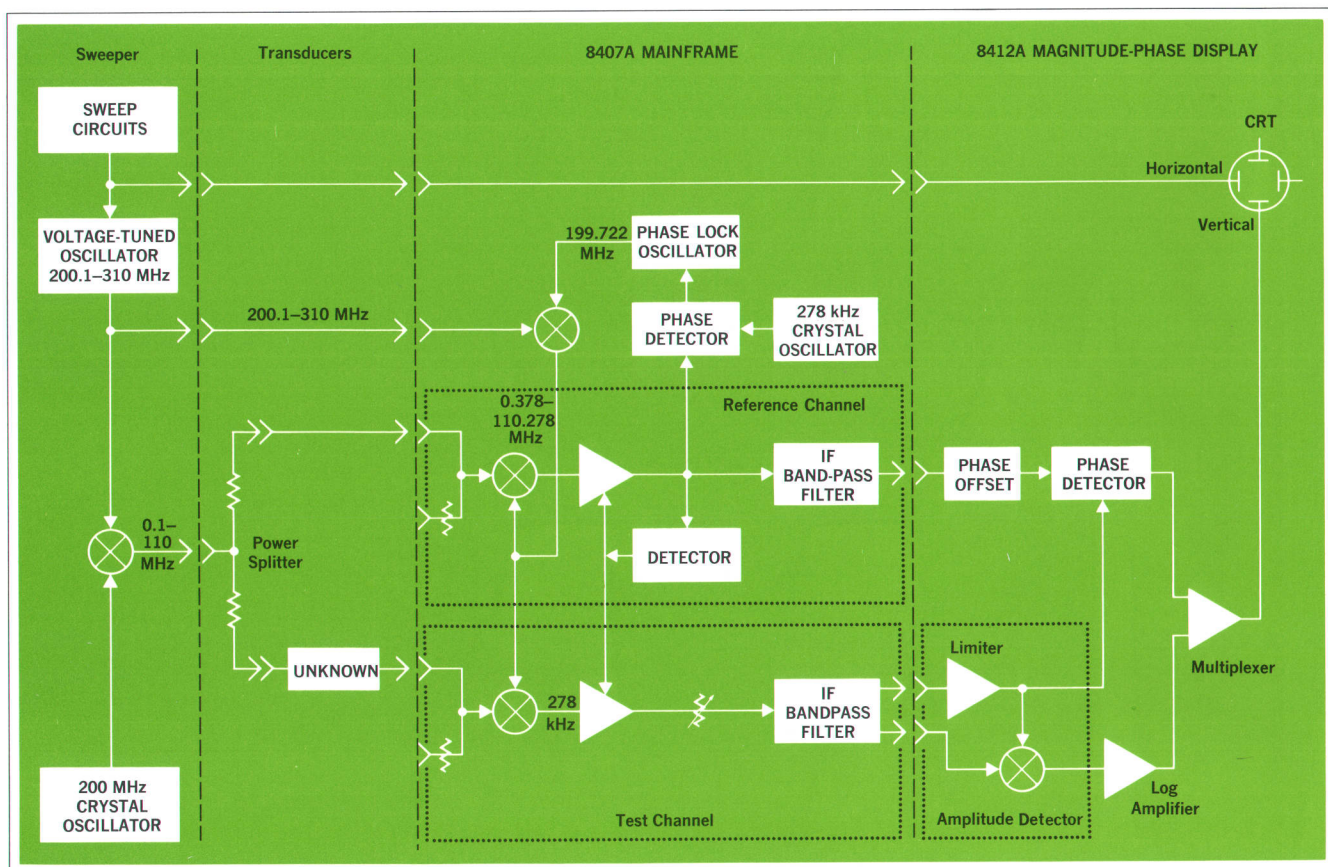 Sweeper
Transducers
8407A MAINFRAME
8412A MAGNITUDE-PHASE DISPLAY
SWEEP
CIRCUITS
CRT
Horizontal
Vertical
VOLTAGE-TUNED
OSCILLATOR
200.1–310 MHz
199.722
MHz
PHASE LOCK
OSCILLATOR
200.1–310 MHz
PHASE
DETECTOR
278 kHz
CRYSTAL
OSCILLATOR
0.378–
110.278
MHz
Reference Channel
IF
BAND-PASS
FILTER
PHASE
OFFSET
PHASE
DETECTOR
0.1–
110
MHz
Power
Splitter
DETECTOR
UNKNOWN
278
kHz
IF
BANDPASS
FILTER
Limiter
Multiplexer
200 MHz
CRYSTAL
OSCILLATOR
Test Channel
Amplitude Detector
Log
Amplifier